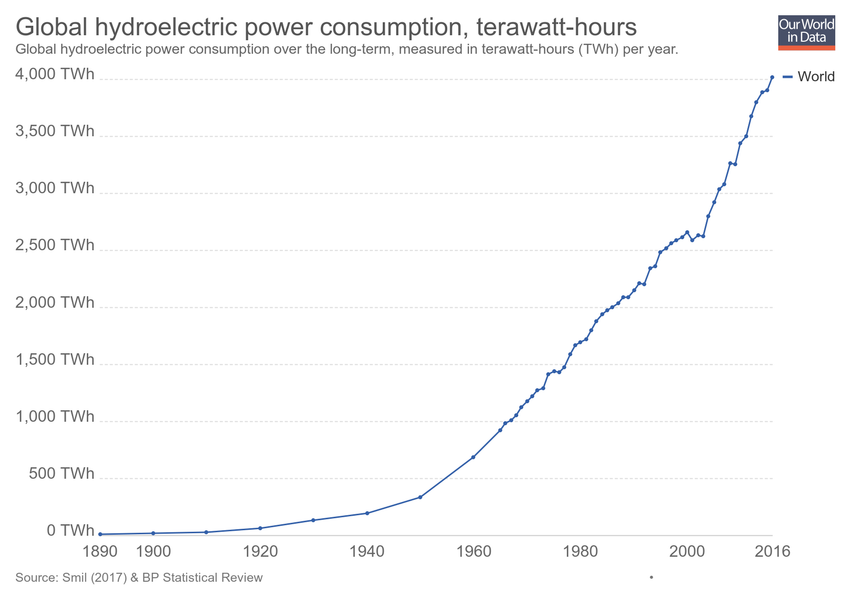 Global hydroelectric power consumption, terawatt-hours
Our World
in Data
Global hydroelectric power consumption over the long-term, measured in terawatt-hours (TWh) per year.
4,000 TWh
World
3,500 TWh
3,000 TWh
2,500 TWh
2,000 TWh
1,500 TWh
1,000 TWh
500 TWh
0 TWh
1890 1900 1920 1940 1960 1980 2000 2016
Source: Smil (2017) & BP Statistical Review